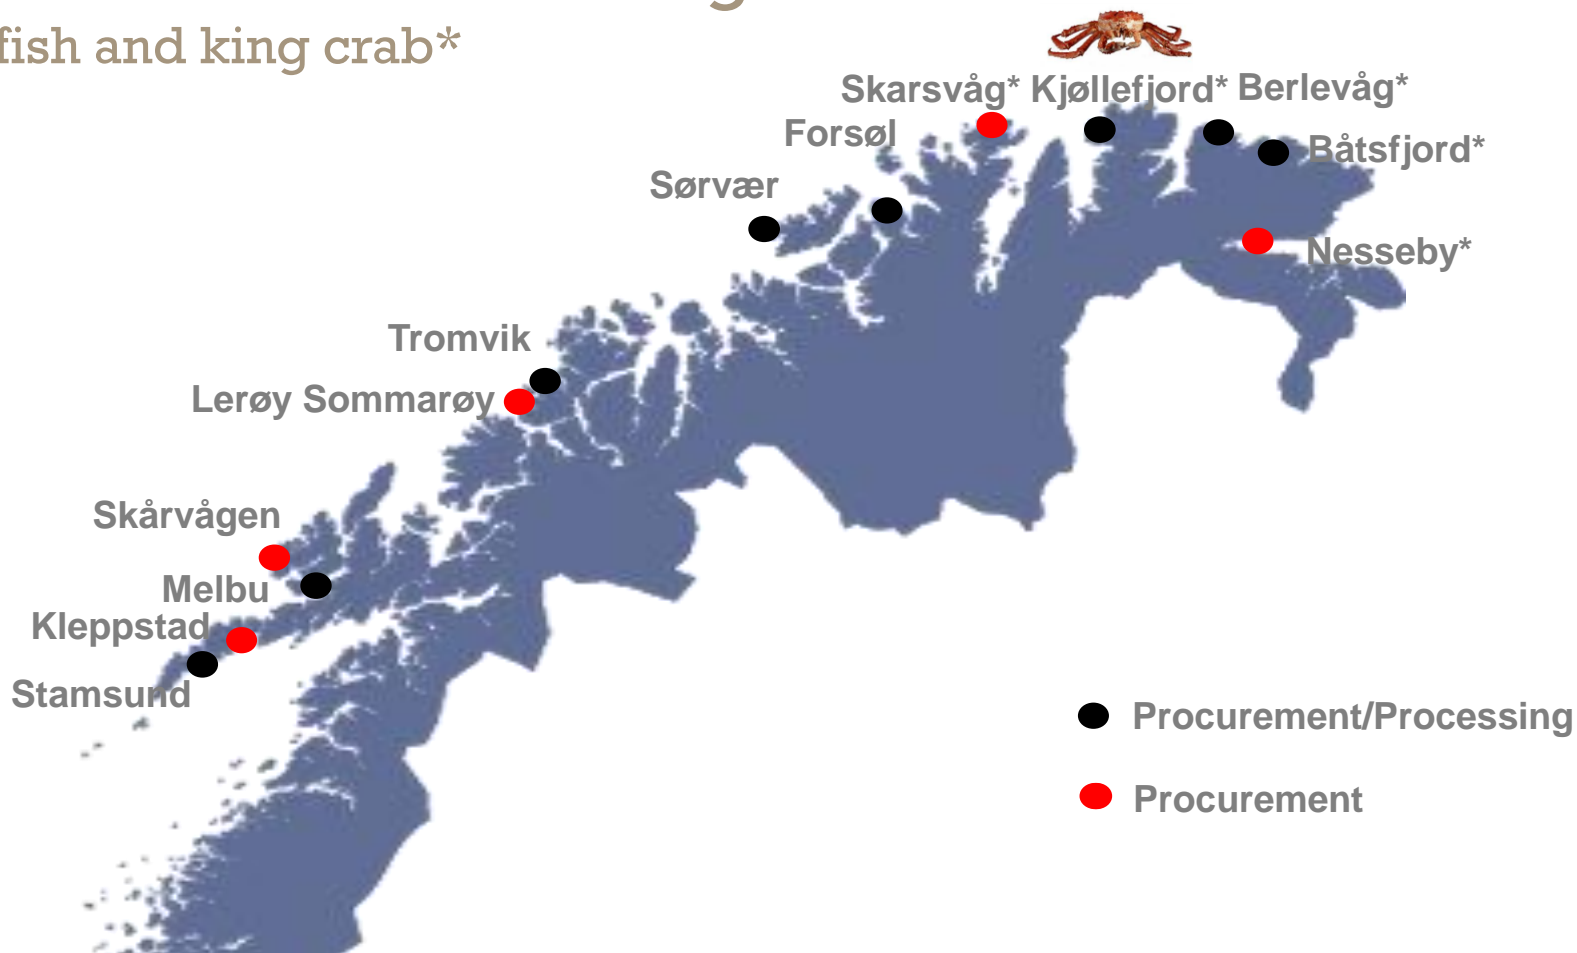 fish and king crab*
Skarsvåg* Kjøllefjord* Berlevåg*
Forsøl
Båtsfjord*
Sørvær
Nesseby*
Tromvik
Lerøy Sommarøy
Skårvågen
Melbu
Kleppstad
Stamsund
Procurement/Processing
Procurement